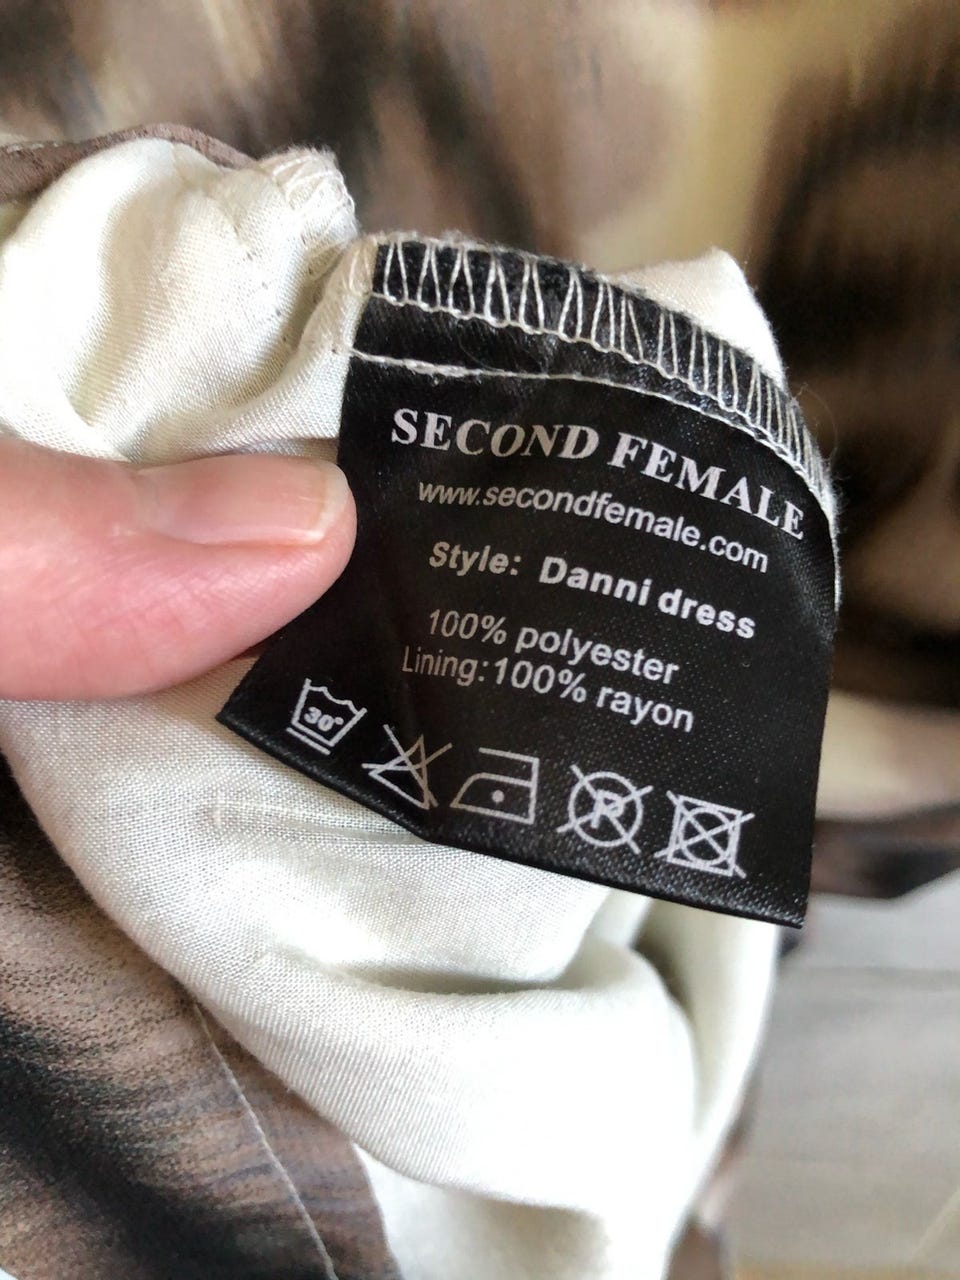 SECOND FEMALE
www.secondfemale.com
Style: Danni dress
100% polyester
Lining:100% rayon
30°
P